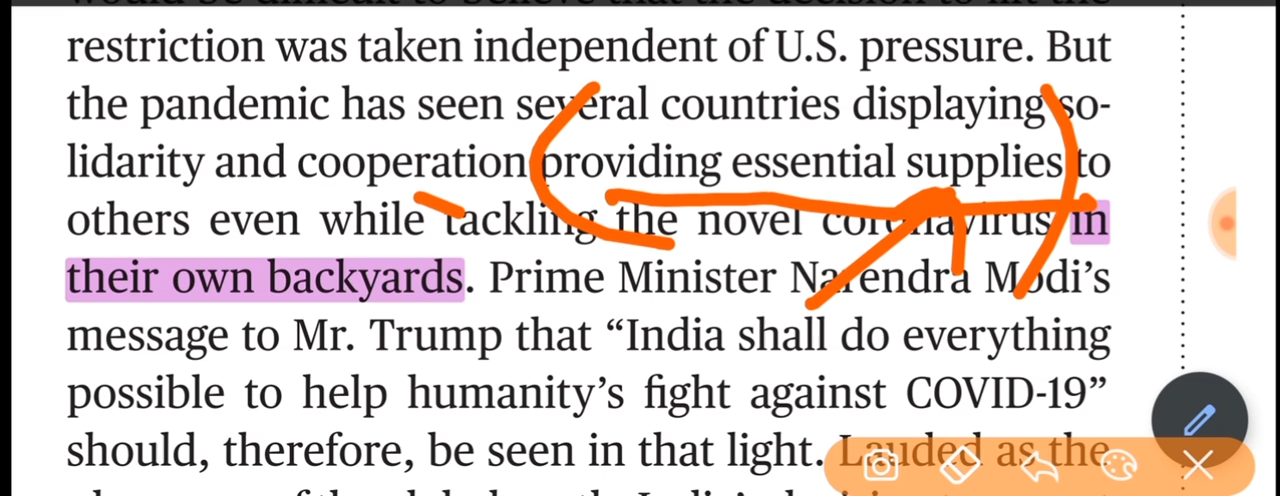 restriction was taken independent of U.S. pressure. But
the pandemic has seen several countries displaying so-
lidarity and cooperation providing essential supplies to
others even while tackling the novel coronavirus in
their own backyards. Prime Minister Narendra Modi's
message to Mr. Trump that “India shall do everything
possible to help humanity's fight against COVID-19”
should, therefore, be seen in that light. Lauded as the